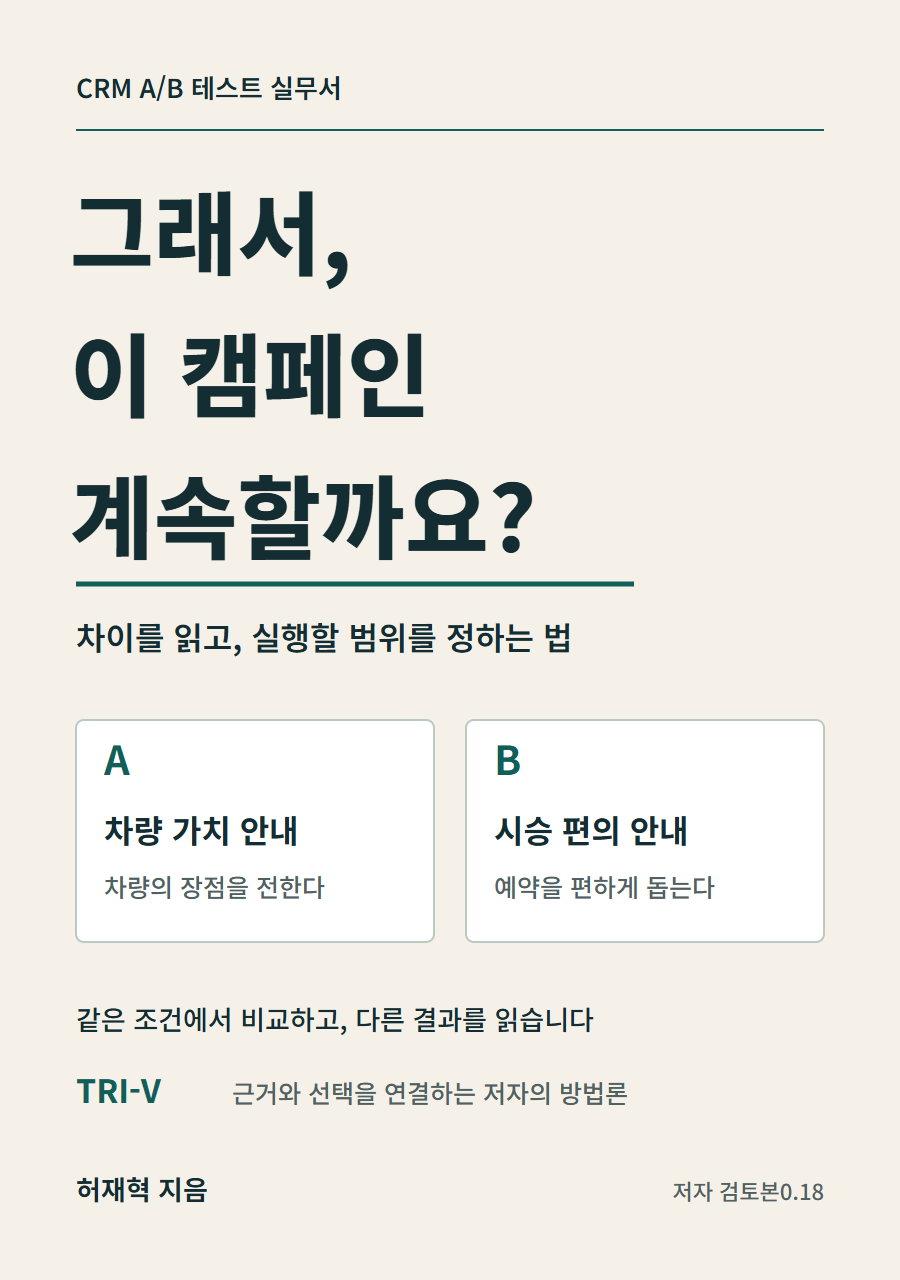 CRM A/B 테스트 실무서
그래서,
이 캠페인
계속할까요?
차이를 읽고, 실행할 범위를 정하는 법
A
차량 가치 안내
차량의 장점을 전한다
B
시승 편의 안내
예약을 편하게 돕는다
같은 조건에서 비교하고, 다른 결과를 읽습니다
TRI-V 근거와 선택을 연결하는 저자의 방법론
허재혁 지음
저자 검토본0.18